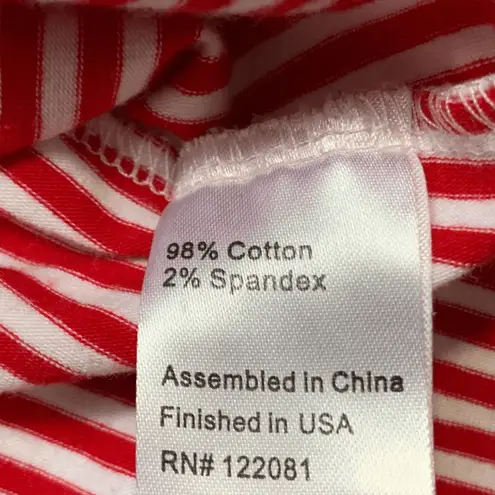 98% Cotton
2% Spandex
Assembled in China
Finished in USA
RN# 122081